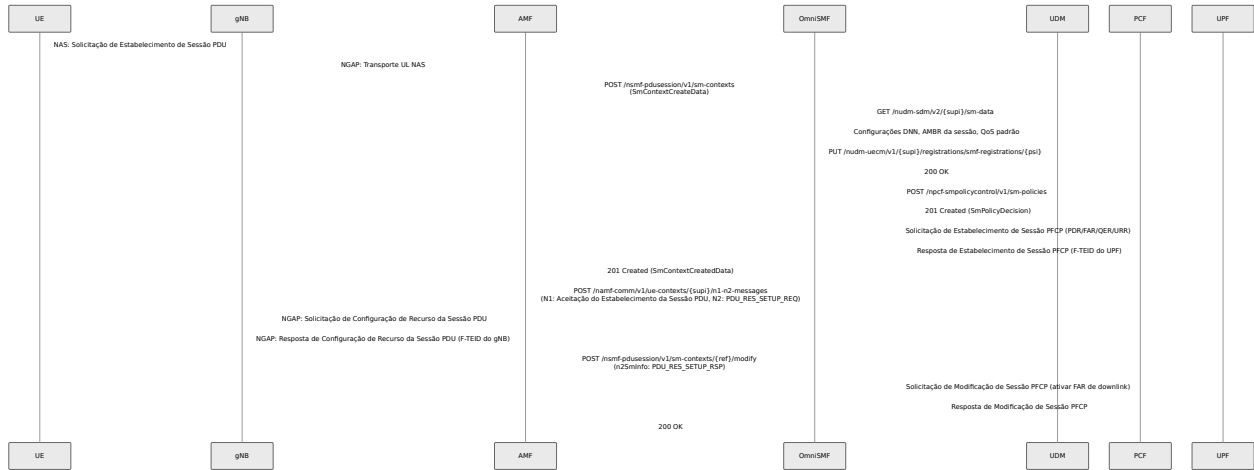 UE
gNB
AMF
OmniSMF
UDM
PCF
UPF
NAS: Solicitação de Estabelecimento de Sessão PDU
NGAP: Transporte UL NAS
POST /nsmf-pdusession/v1/sm-contexts
(SmContextCreateData)
GET /nudm-sdm/v2/{supi}/sm-data
Configurações DNN, AMBR da sessão, QoS padrão
PUT /nudm-uecm/v1/{supi}/registrations/smf-registrations/{psi}
200 OK
POST /npcf-smpolicycontrol/v1/sm-policies
201 Created (SmPolicyDecision)
Solicitação de Estabelecimento de Sessão PFCP (PDR/FAR/QER/URR)
Resposta de Estabelecimento de Sessão PFCP (F-TEID do UPF)
201 Created (SmContextCreatedData)
POST /namf-comm/v1/ue-contexts/{supi}/n1-n2-messages
(N1: Aceitação do Estabelecimento da Sessão PDU, N2: PDU_RES_SETUP_REQ)
NGAP: Solicitação de Configuração de Recurso da Sessão PDU
NGAP: Resposta de Configuração de Recurso da Sessão PDU (F-TEID do gNB)
POST /nsmf-pdusession/v1/sm-contexts/{ref}/modify
(n2SmInfo: PDU_RES_SETUP_RSP)
Solicitação de Modificação de Sessão PFCP (ativar FAR de downlink)
Resposta de Modificação de Sessão PFCP
200 OK
UE
gNB
AMF
OmniSMF
UDM
PCF
UPF